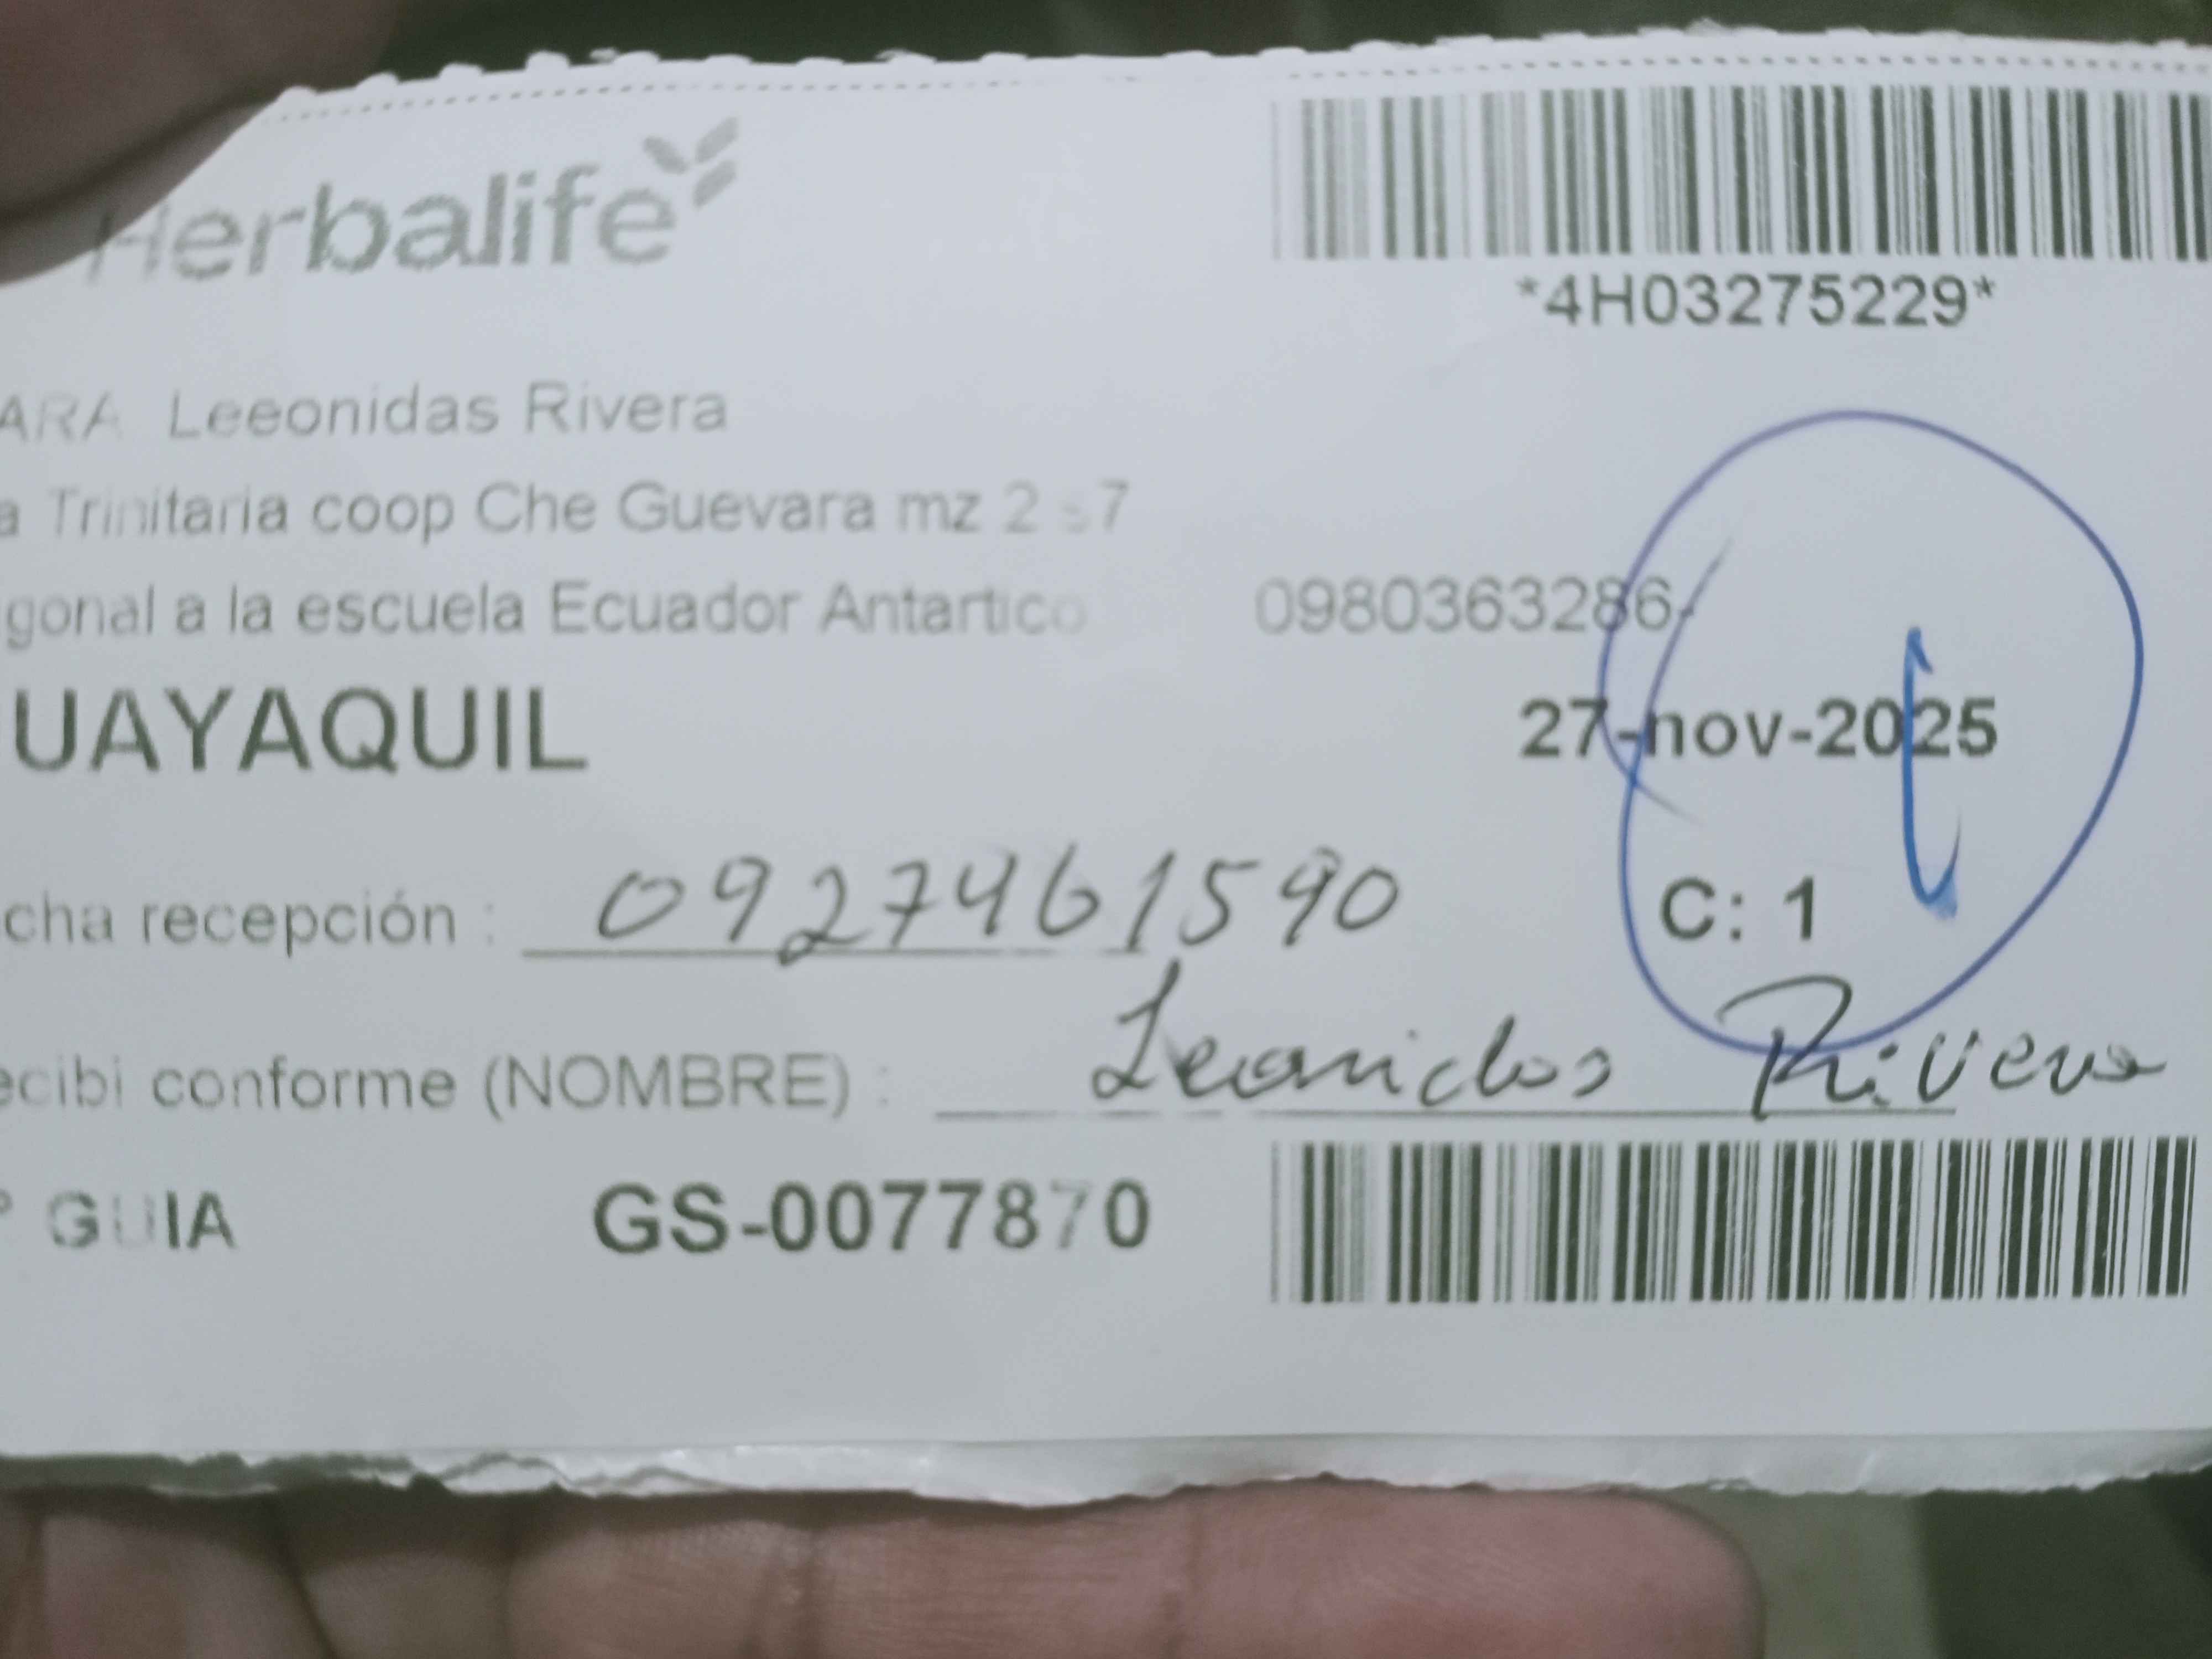 Herbalife
*4H03275229*
ARA Leeonidas Rivera
a Trinitaria coop Che Guevara mz 2 s7
gonal a la escuela Ecuador Antartico 0980363286-
UAYAQUIL 27-nov-2025
cha recepción : 0927461590 C: 1
ecibi conforme (NOMBRE) : Leonidas Rivera
° GUIA GS-0077870